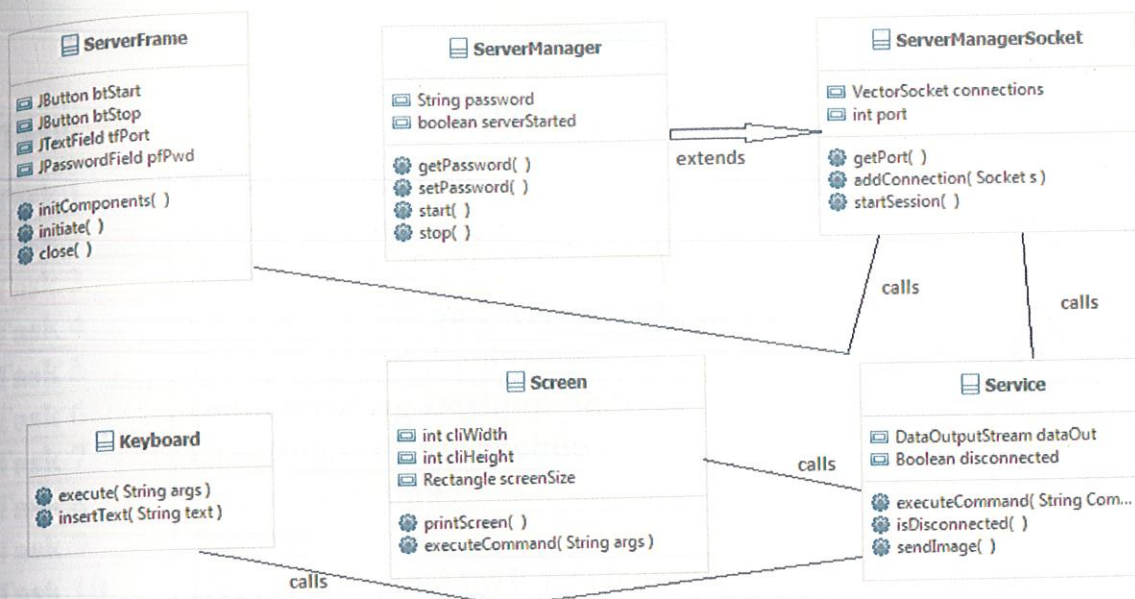 ServerFrame
JButton btStart
JButton btStop
JTextField tfPort
JPasswordField pfPwd
initComponents( )
initiate( )
close( )
ServerManager
String password
boolean serverStarted
getPassword( )
setPassword( )
start( )
stop( )
extends
ServerManagerSocket
VectorSocket connections
int port
getPort( )
addConnection( Socket s )
startSession( )
calls
calls
Keyboard
execute( String args )
insertText( String text )
Screen
int cliWidth
int cliHeight
Rectangle screenSize
printScreen( )
executeCommand( String args )
calls
Service
DataOutputStream dataOut
Boolean disconnected
executeCommand( String Com...
isDisconnected( )
sendImage( )
calls